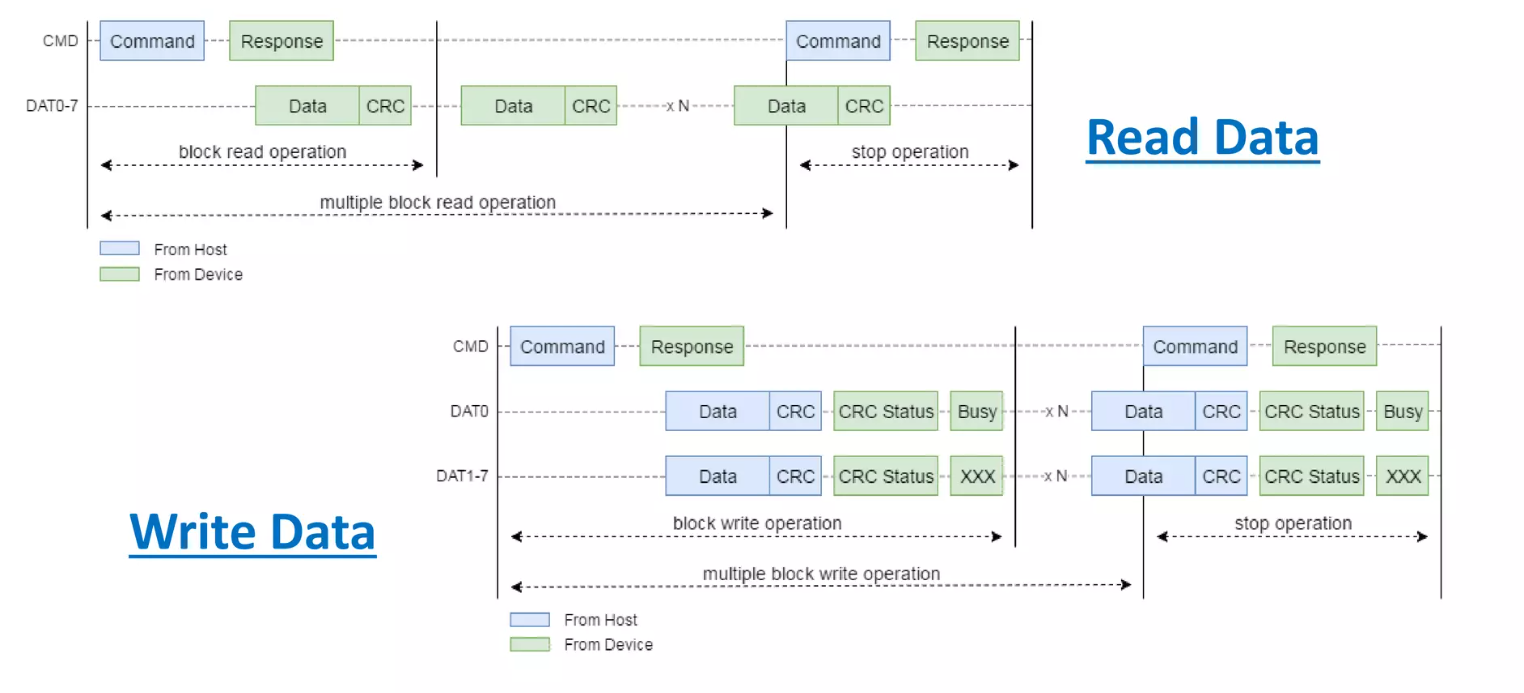 CMD Command Response Command Response
DAT0-7 Data CRC Data CRC x N Data CRC
block read operation stop operation
multiple block read operation
From Host
From Device
Read Data
CMD Command Response Command Response
DAT0 Data CRC CRC Status Busy x N Data CRC CRC Status Busy
DAT1-7 Data CRC CRC Status XXX x N Data CRC CRC Status XXX
block write operation stop operation
multiple block write operation
From Host
From Device
Write Data